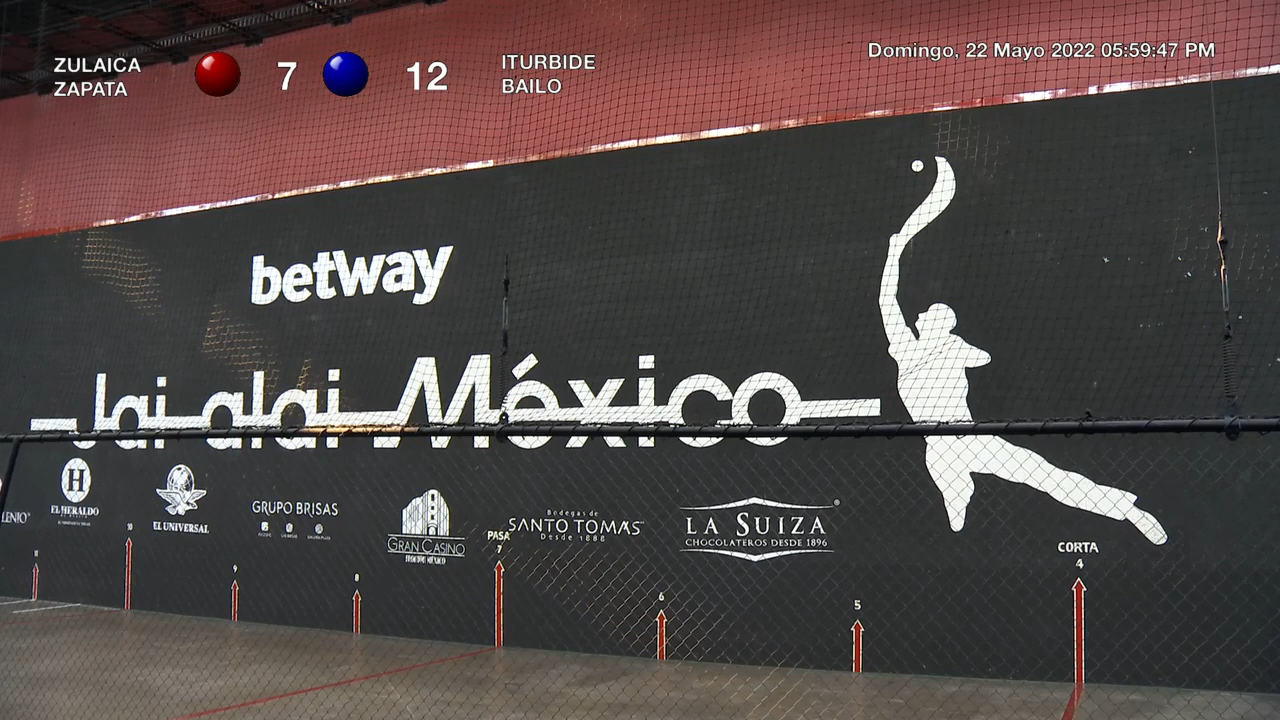 ZULAICA
ZAPATA
7
12
ITURBIDE
BAILO
Domingo, 22 Mayo 2022 05:59:47 PM
betway
Jai alai México
H
EL HERALDO
EL UNIVERSAL
GRUPO BRISAS
GRAN CASINO
Bodegas de
SANTO TOMÁS
Desde 1888
LA SUIZA
CHOCOLATEROS DESDE 1896
PASA
7
CORTA
4
11
10
9
8
6
5